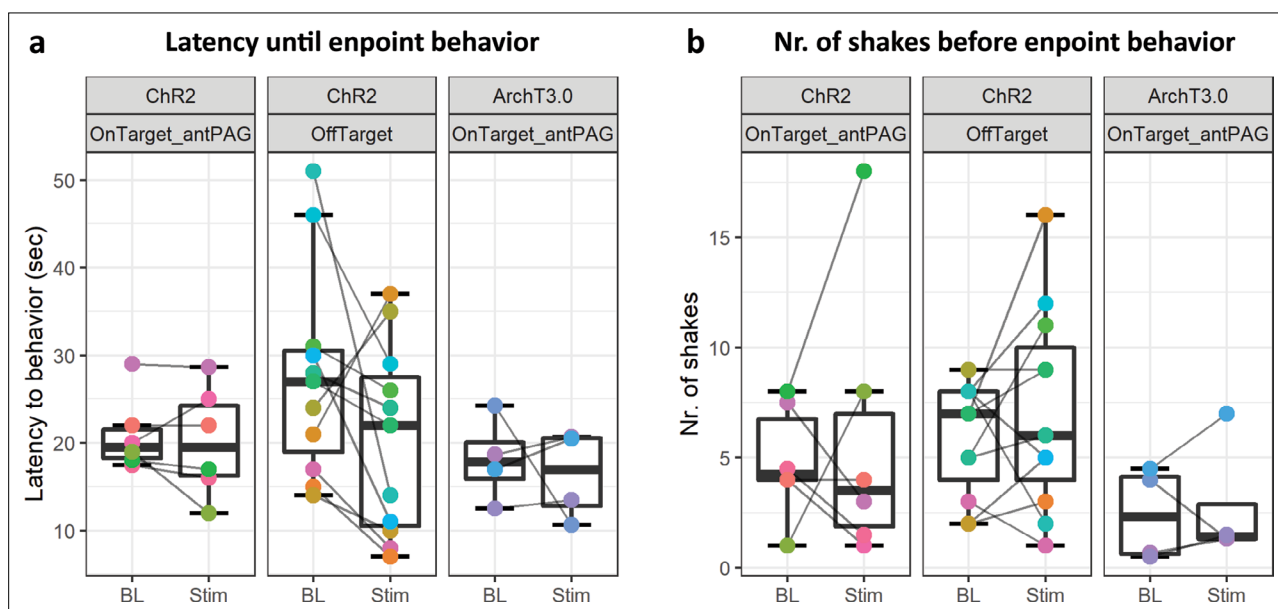 a Latency until enpoint behavior
ChR2 ChR2 ArchT3.0
OnTarget_antPAG OffTarget OnTarget_antPAG
Latency to behavior (sec)
50
40
30
20
10
BL Stim BL Stim BL Stim
b Nr. of shakes before enpoint behavior
ChR2 ChR2 ArchT3.0
OnTarget_antPAG OffTarget OnTarget_antPAG
Nr. of shakes
15
10
5
0
BL Stim BL Stim BL Stim